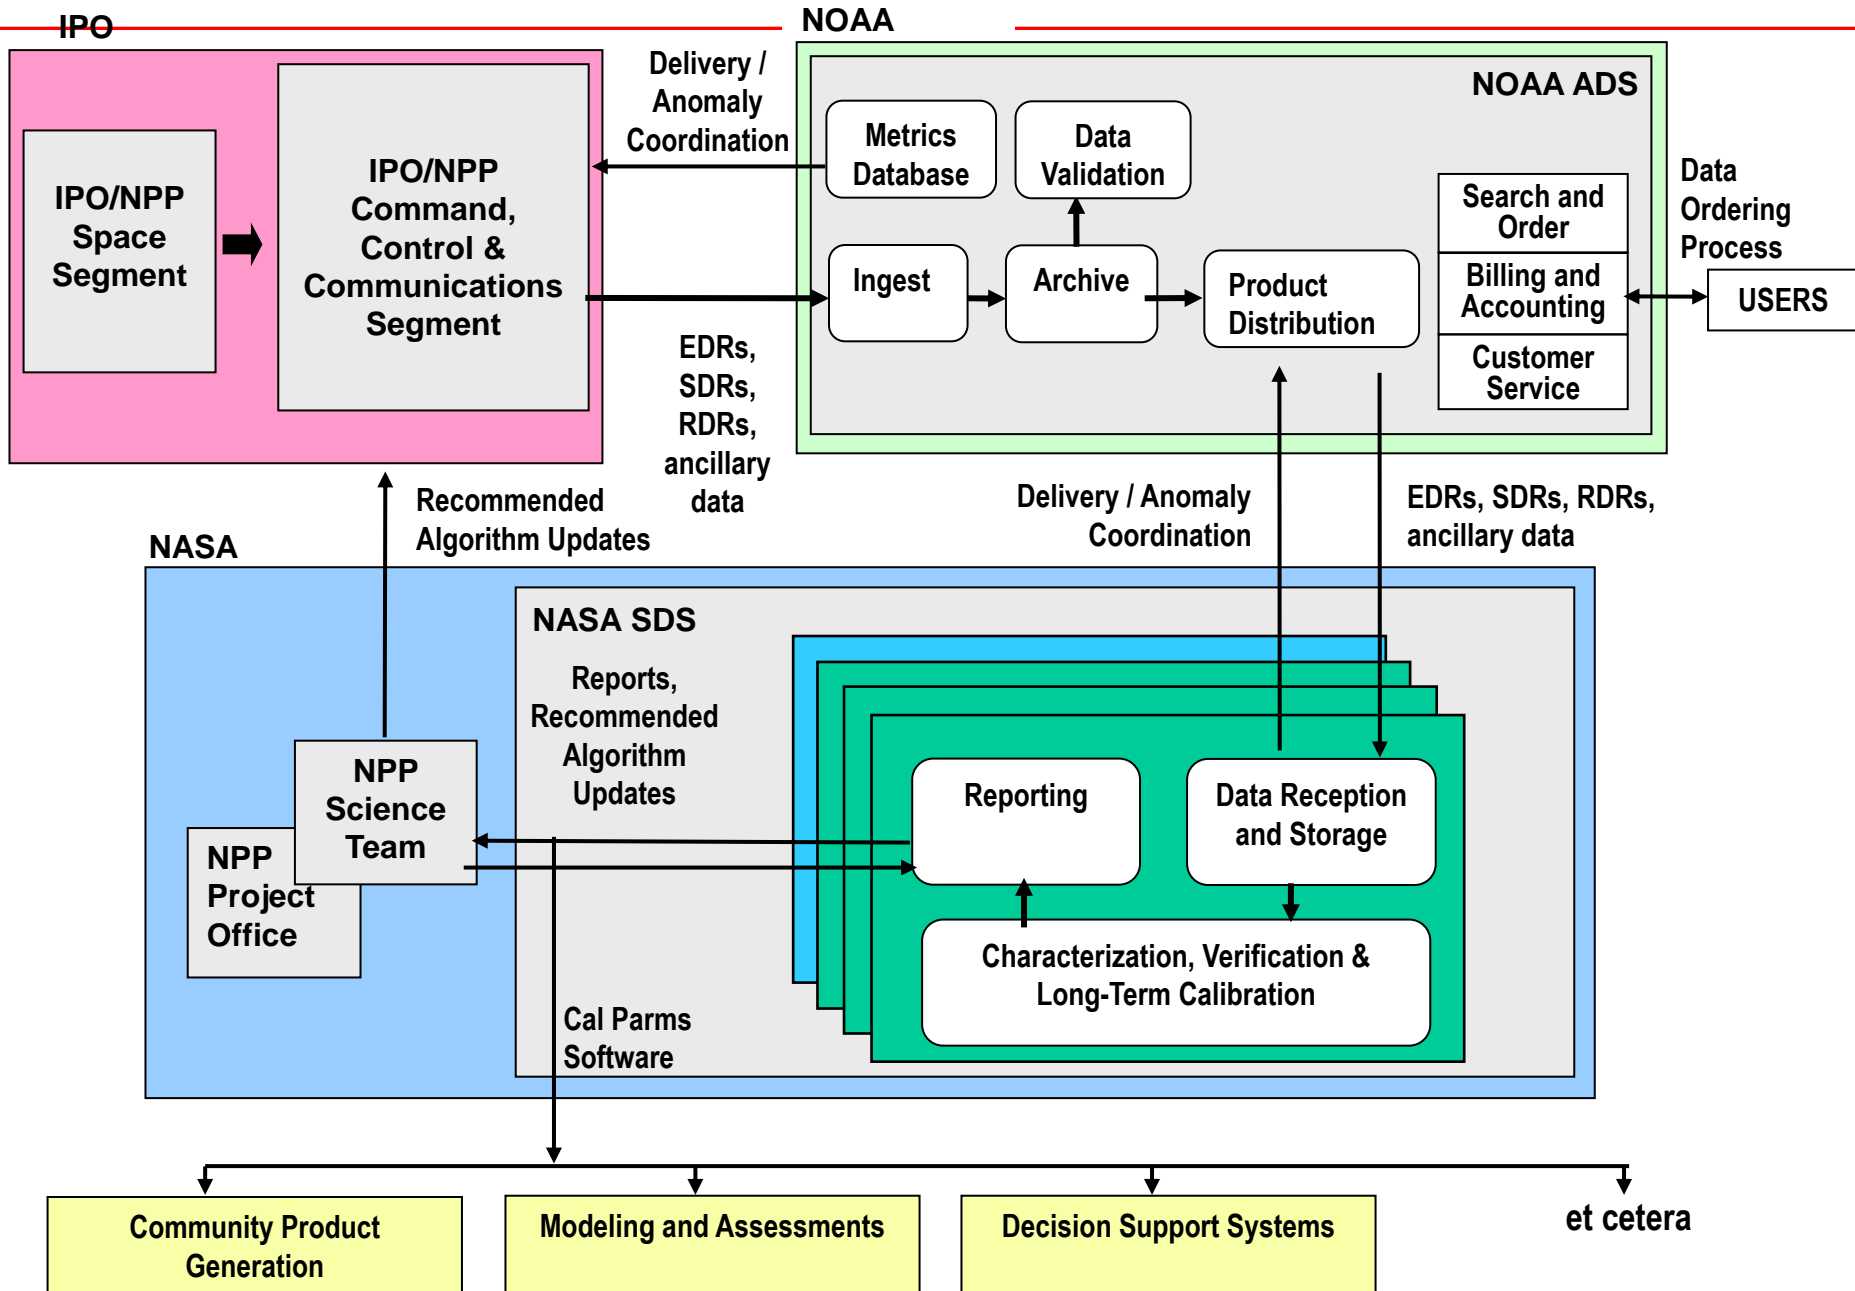 IPO
NOAA
IPO/NPP
Space
Segment
IPO/NPP
Command,
Control &
Communications
Segment
Delivery /
Anomaly
Coordination
NOAA ADS
Metrics
Database
Data
Validation
Ingest
Archive
Product
Distribution
Search and
Order
Billing and
Accounting
Customer
Service
Data
Ordering
Process
USERS
EDRs,
SDRs,
RDRs,
ancillary
data
Recommended
Algorithm Updates
Delivery / Anomaly
Coordination
EDRs, SDRs, RDRs,
ancillary data
NASA
NASA SDS
Reports,
Recommended
Algorithm
Updates
NPP
Science
Team
NPP
Project
Office
Reporting
Data Reception
and Storage
Characterization, Verification &
Long-Term Calibration
Cal Parms
Software
Community Product
Generation
Modeling and Assessments
Decision Support Systems
et cetera